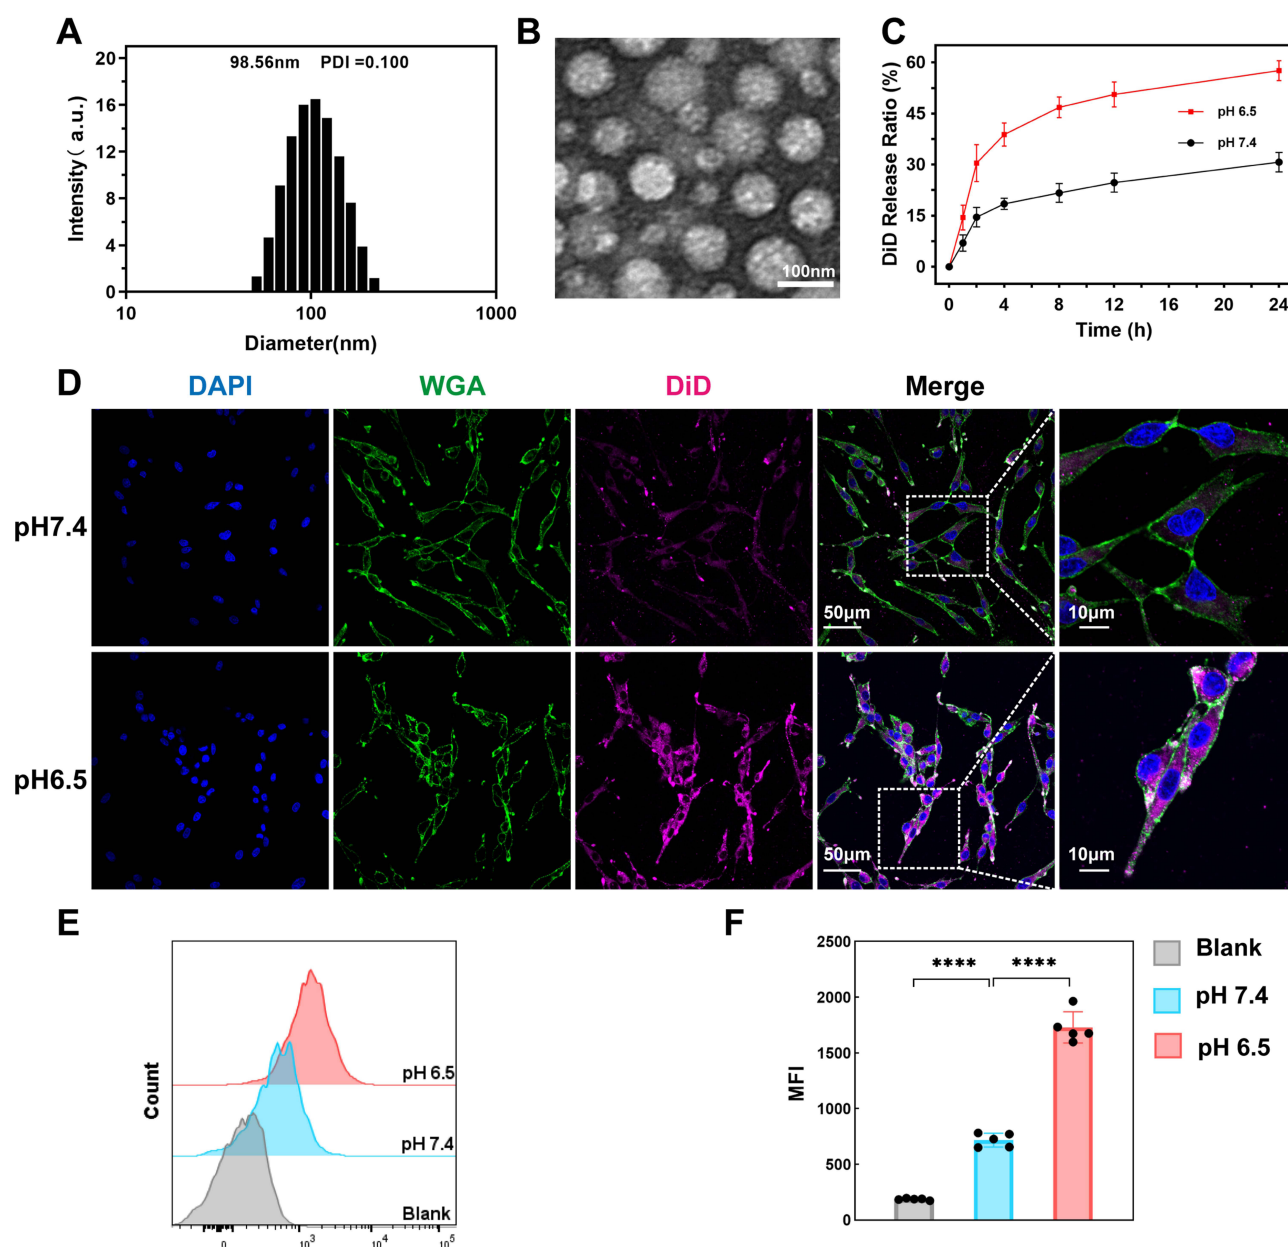 A
98.56nm PDI =0.100
20
16
12
8
4
0
Intensity( a.u.)
10 100 1000
Diameter(nm)
B
100nm
C
60
45
30
15
0
DiD Release Ratio (%)
pH 6.5
pH 7.4
0 4 8 12 16 20 24
Time (h)
D
DAPI WGA DiD Merge
pH7.4
50μm
10μm
pH6.5
50μm
10μm
E
Count
pH 6.5
pH 7.4
Blank
0 10³ 10⁴ 10⁵
F
2500
2000
1500
1000
500
0
MFI
**** ****
Blank
pH 7.4
pH 6.5